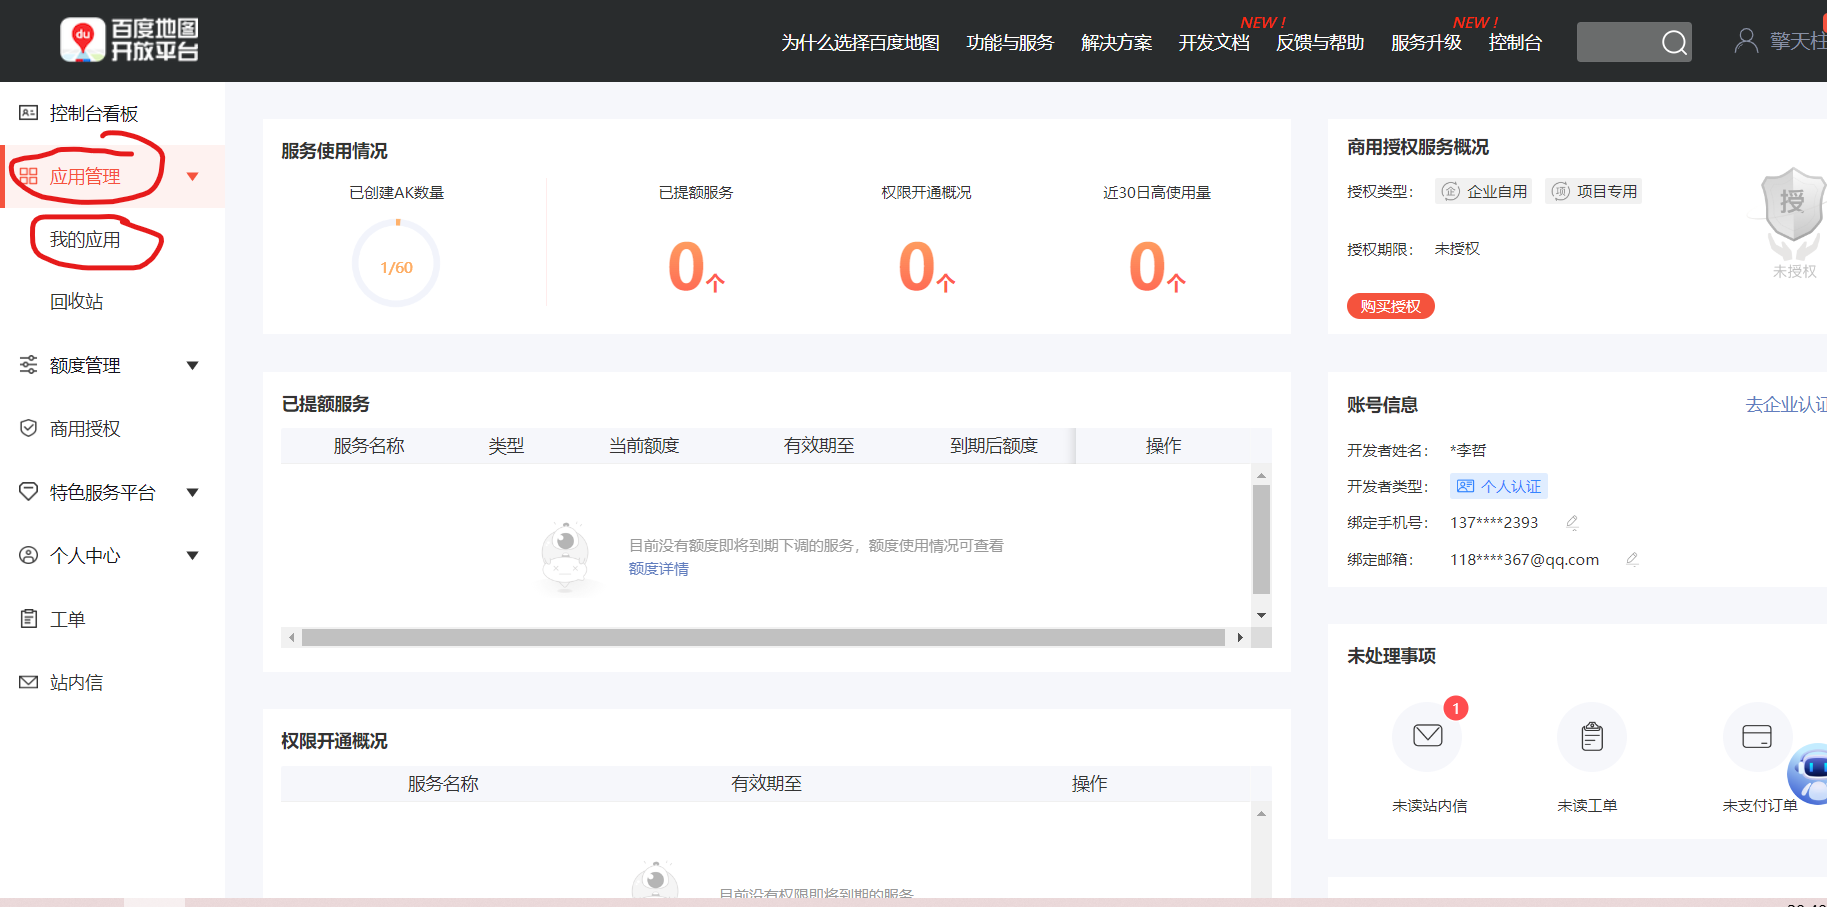 du 百度地图
开放平台
为什么选择百度地图 功能与服务 解决方案 开发文档 NEW ! 反馈与帮助 服务升级 NEW ! 控制台
擎天柱
控制台看板
应用管理
我的应用
回收站
额度管理
商用授权
特色服务平台
个人中心
工单
站内信
服务使用情况
已创建AK数量 已提额服务 权限开通概况 近30日高使用量
1/60 0个 0个 0个
已提额服务
服务名称 类型 当前额度 有效期至 到期后额度 操作
目前没有额度即将到期下调的服务，额度使用情况可查看
额度详情
权限开通概况
服务名称 有效期至 操作
目前没有权限即将到期的服务
商用授权服务概况
授权类型： 企 企业自用 项 项目专用
授权期限： 未授权
授
未授权
购买授权
账号信息 去企业认证
开发者姓名： *李哲
开发者类型： 个人认证
绑定手机号： 137****2393
绑定邮箱： 118****367@qq.com
未处理事项
1
未读站内信 未读工单 未支付订单